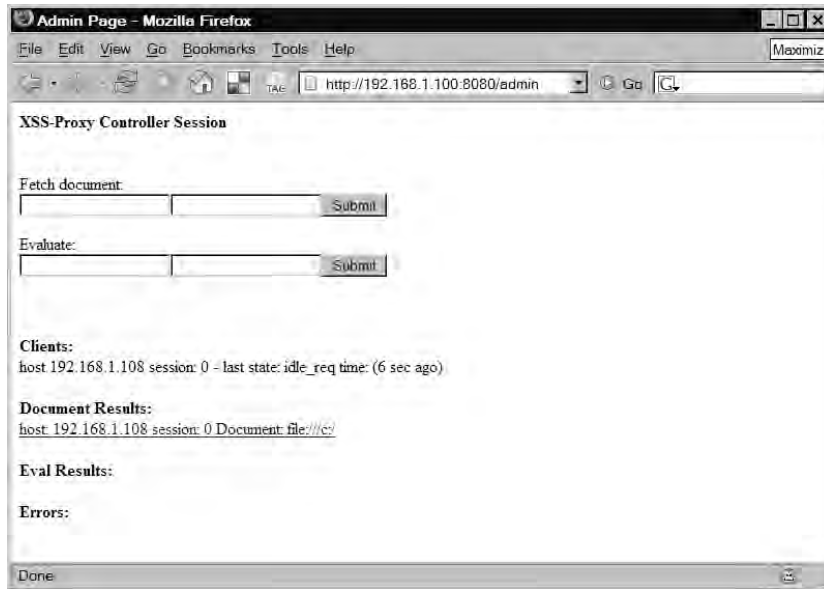 Admin Page - Mozilla Firefox
File Edit View Go Bookmarks Tools Help
Maximiz
TAG http://192.168.1.100:8080/admin Go G
XSS-Proxy Controller Session
Fetch document:
Submit
Evaluate:
Submit
Clients:
host 192.168.1.108 session: 0 - last state: idle_req time: (6 sec ago)
Document Results:
host: 192.168.1.108 session: 0 Document: file:///c:/
Eval Results:
Errors:
Done